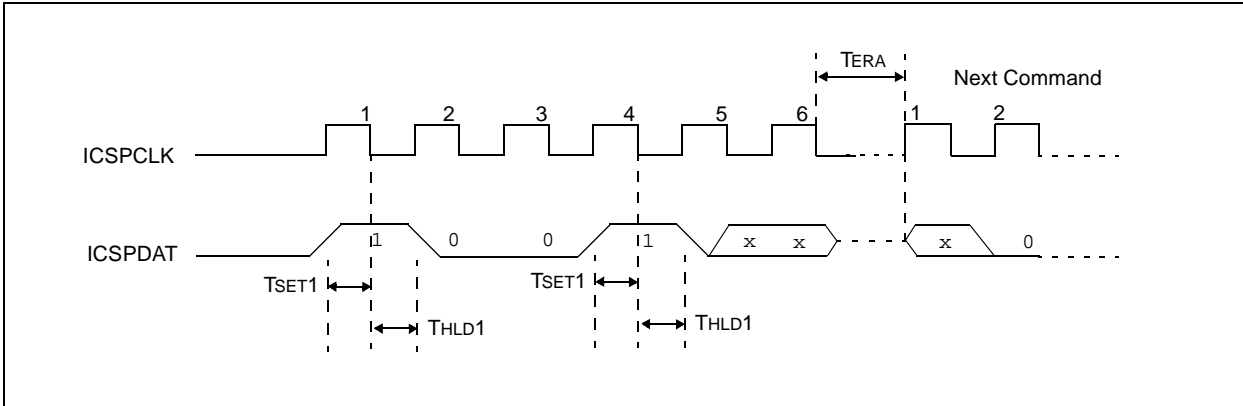 TERA
Next Command
1 2 3 4 5 6 1 2
ICSPCLK
ICSPDAT
1 0 0 1 x x x 0
TSET1 TSET1
THLD1 THLD1